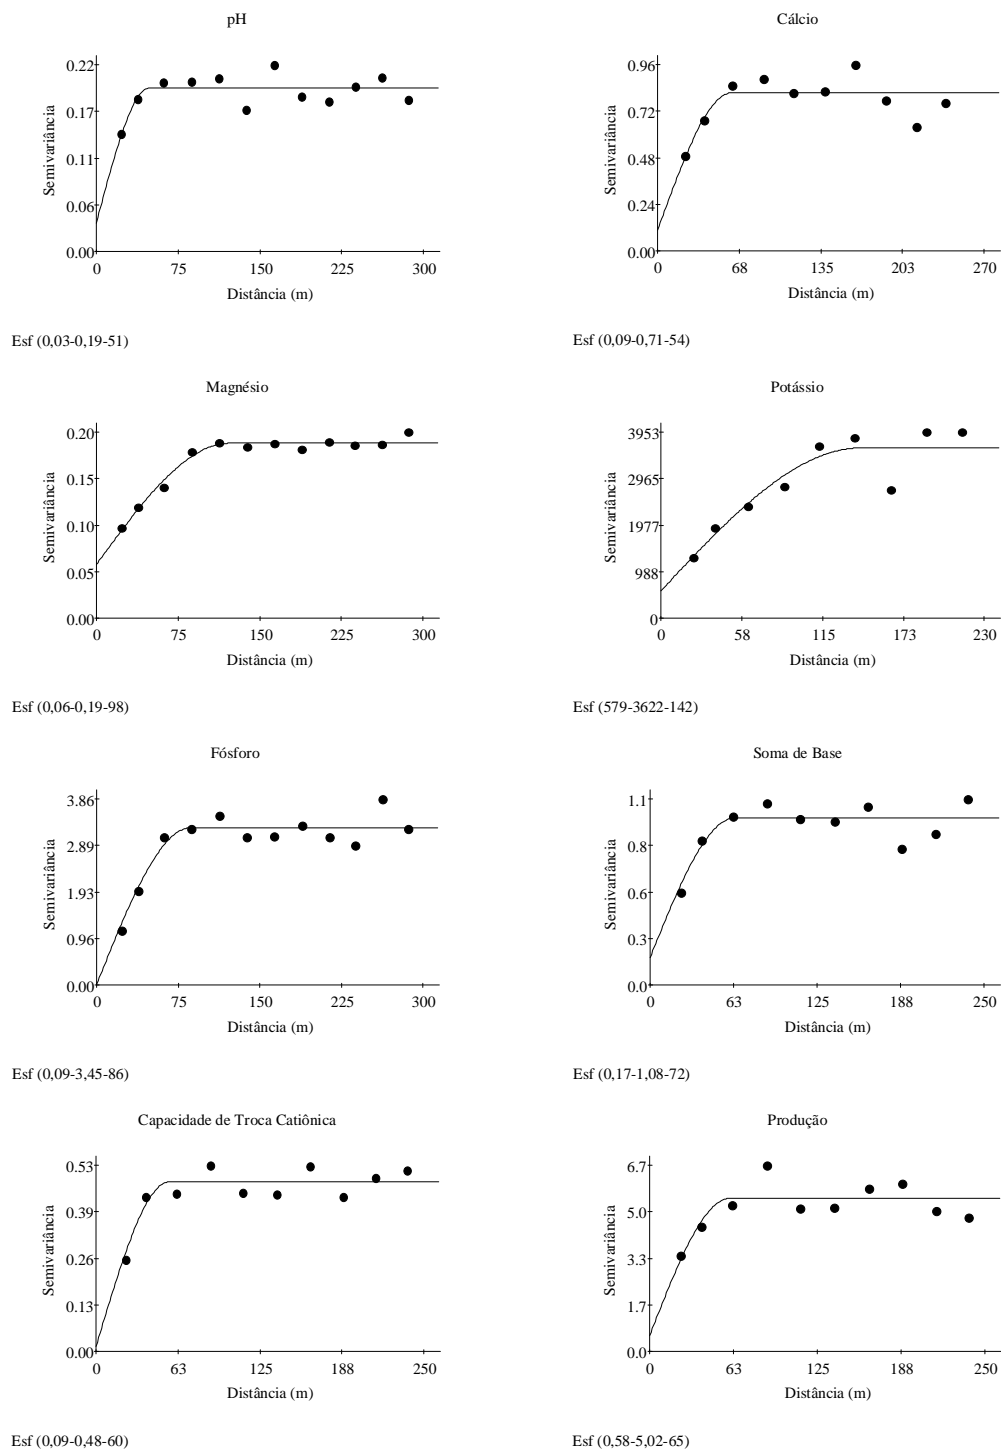 pH
0.22
0.17
0.11
0.06
0.00
Semivariância
0 75 150 225 300
Distância (m)
Esf (0,03-0,19-51)
Cálcio
0.96
0.72
0.48
0.24
0.00
Semivariância
0 68 135 203 270
Distância (m)
Esf (0,09-0,71-54)
Magnésio
0.20
0.15
0.10
0.05
0.00
Semivariância
0 75 150 225 300
Distância (m)
Esf (0,06-0,19-98)
Potássio
3953
2965
1977
988
0
Semivariância
0 58 115 173 230
Distância (m)
Esf (579-3622-142)
Fósforo
3.86
2.89
1.93
0.96
0.00
Semivariância
0 75 150 225 300
Distância (m)
Esf (0,09-3,45-86)
Soma de Base
1.1
0.8
0.6
0.3
0.0
Semivariância
0 63 125 188 250
Distância (m)
Esf (0,17-1,08-72)
Capacidade de Troca Catiônica
0.53
0.39
0.26
0.13
0.00
Semivariância
0 63 125 188 250
Distância (m)
Esf (0,09-0,48-60)
Produção
6.7
5.0
3.3
1.7
0.0
Semivariância
0 63 125 188 250
Distância (m)
Esf (0,58-5,02-65)